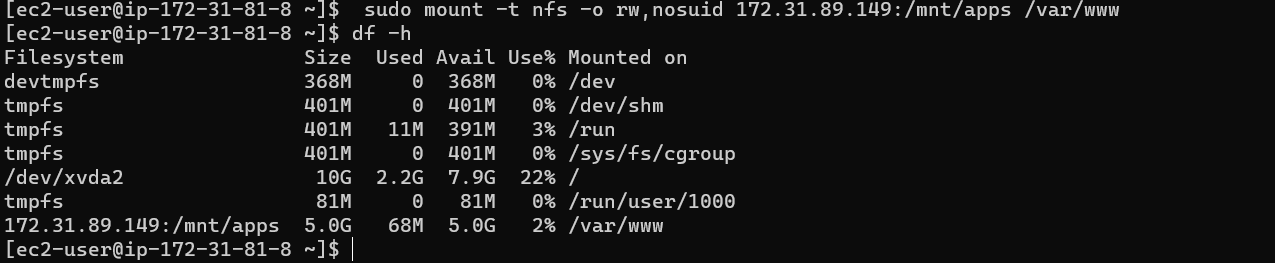 [ec2-user@ip-172-31-81-8 ~]$  sudo mount -t nfs -o rw,nosuid 172.31.89.149:/mnt/apps /var/www
[ec2-user@ip-172-31-81-8 ~]$ df -h
Filesystem               Size  Used Avail Use% Mounted on
devtmpfs                 368M     0  368M   0% /dev
tmpfs                    401M     0  401M   0% /dev/shm
tmpfs                    401M   11M  391M   3% /run
tmpfs                    401M     0  401M   0% /sys/fs/cgroup
/dev/xvda2                10G  2.2G  7.9G  22% /
tmpfs                     81M     0   81M   0% /run/user/1000
172.31.89.149:/mnt/apps  5.0G   68M  5.0G   2% /var/www
[ec2-user@ip-172-31-81-8 ~]$